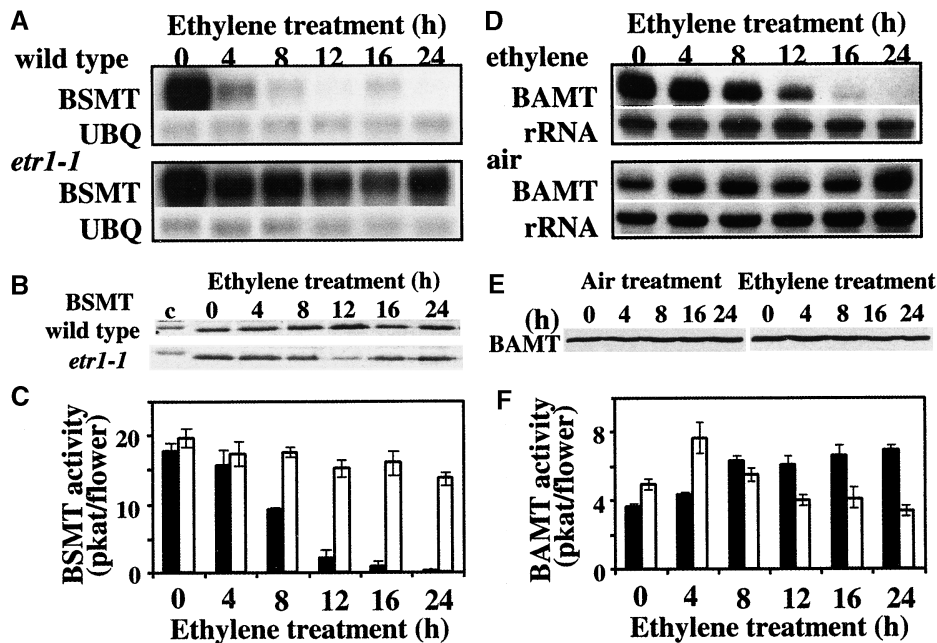 A
Ethylene treatment (h)
wild type
0 4 8 12 16 24
BSMT
UBQ
etr1-1
BSMT
UBQ
B
Ethylene treatment (h)
BSMT
c 0 4 8 12 16 24
wild type
etr1-1
C
BSMT activity
(pkat/flower)
20
10
0
0 4 8 12 16 24
Ethylene treatment (h)
D
Ethylene treatment (h)
ethylene
0 4 8 12 16 24
BAMT
rRNA
air
BAMT
rRNA
E
Air treatment Ethylene treatment
(h) 0 4 8 16 24 0 4 8 16 24
BAMT
F
BAMT activity
(pkat/flower)
8
4
0
0 4 8 12 16 24
Ethylene treatment (h)